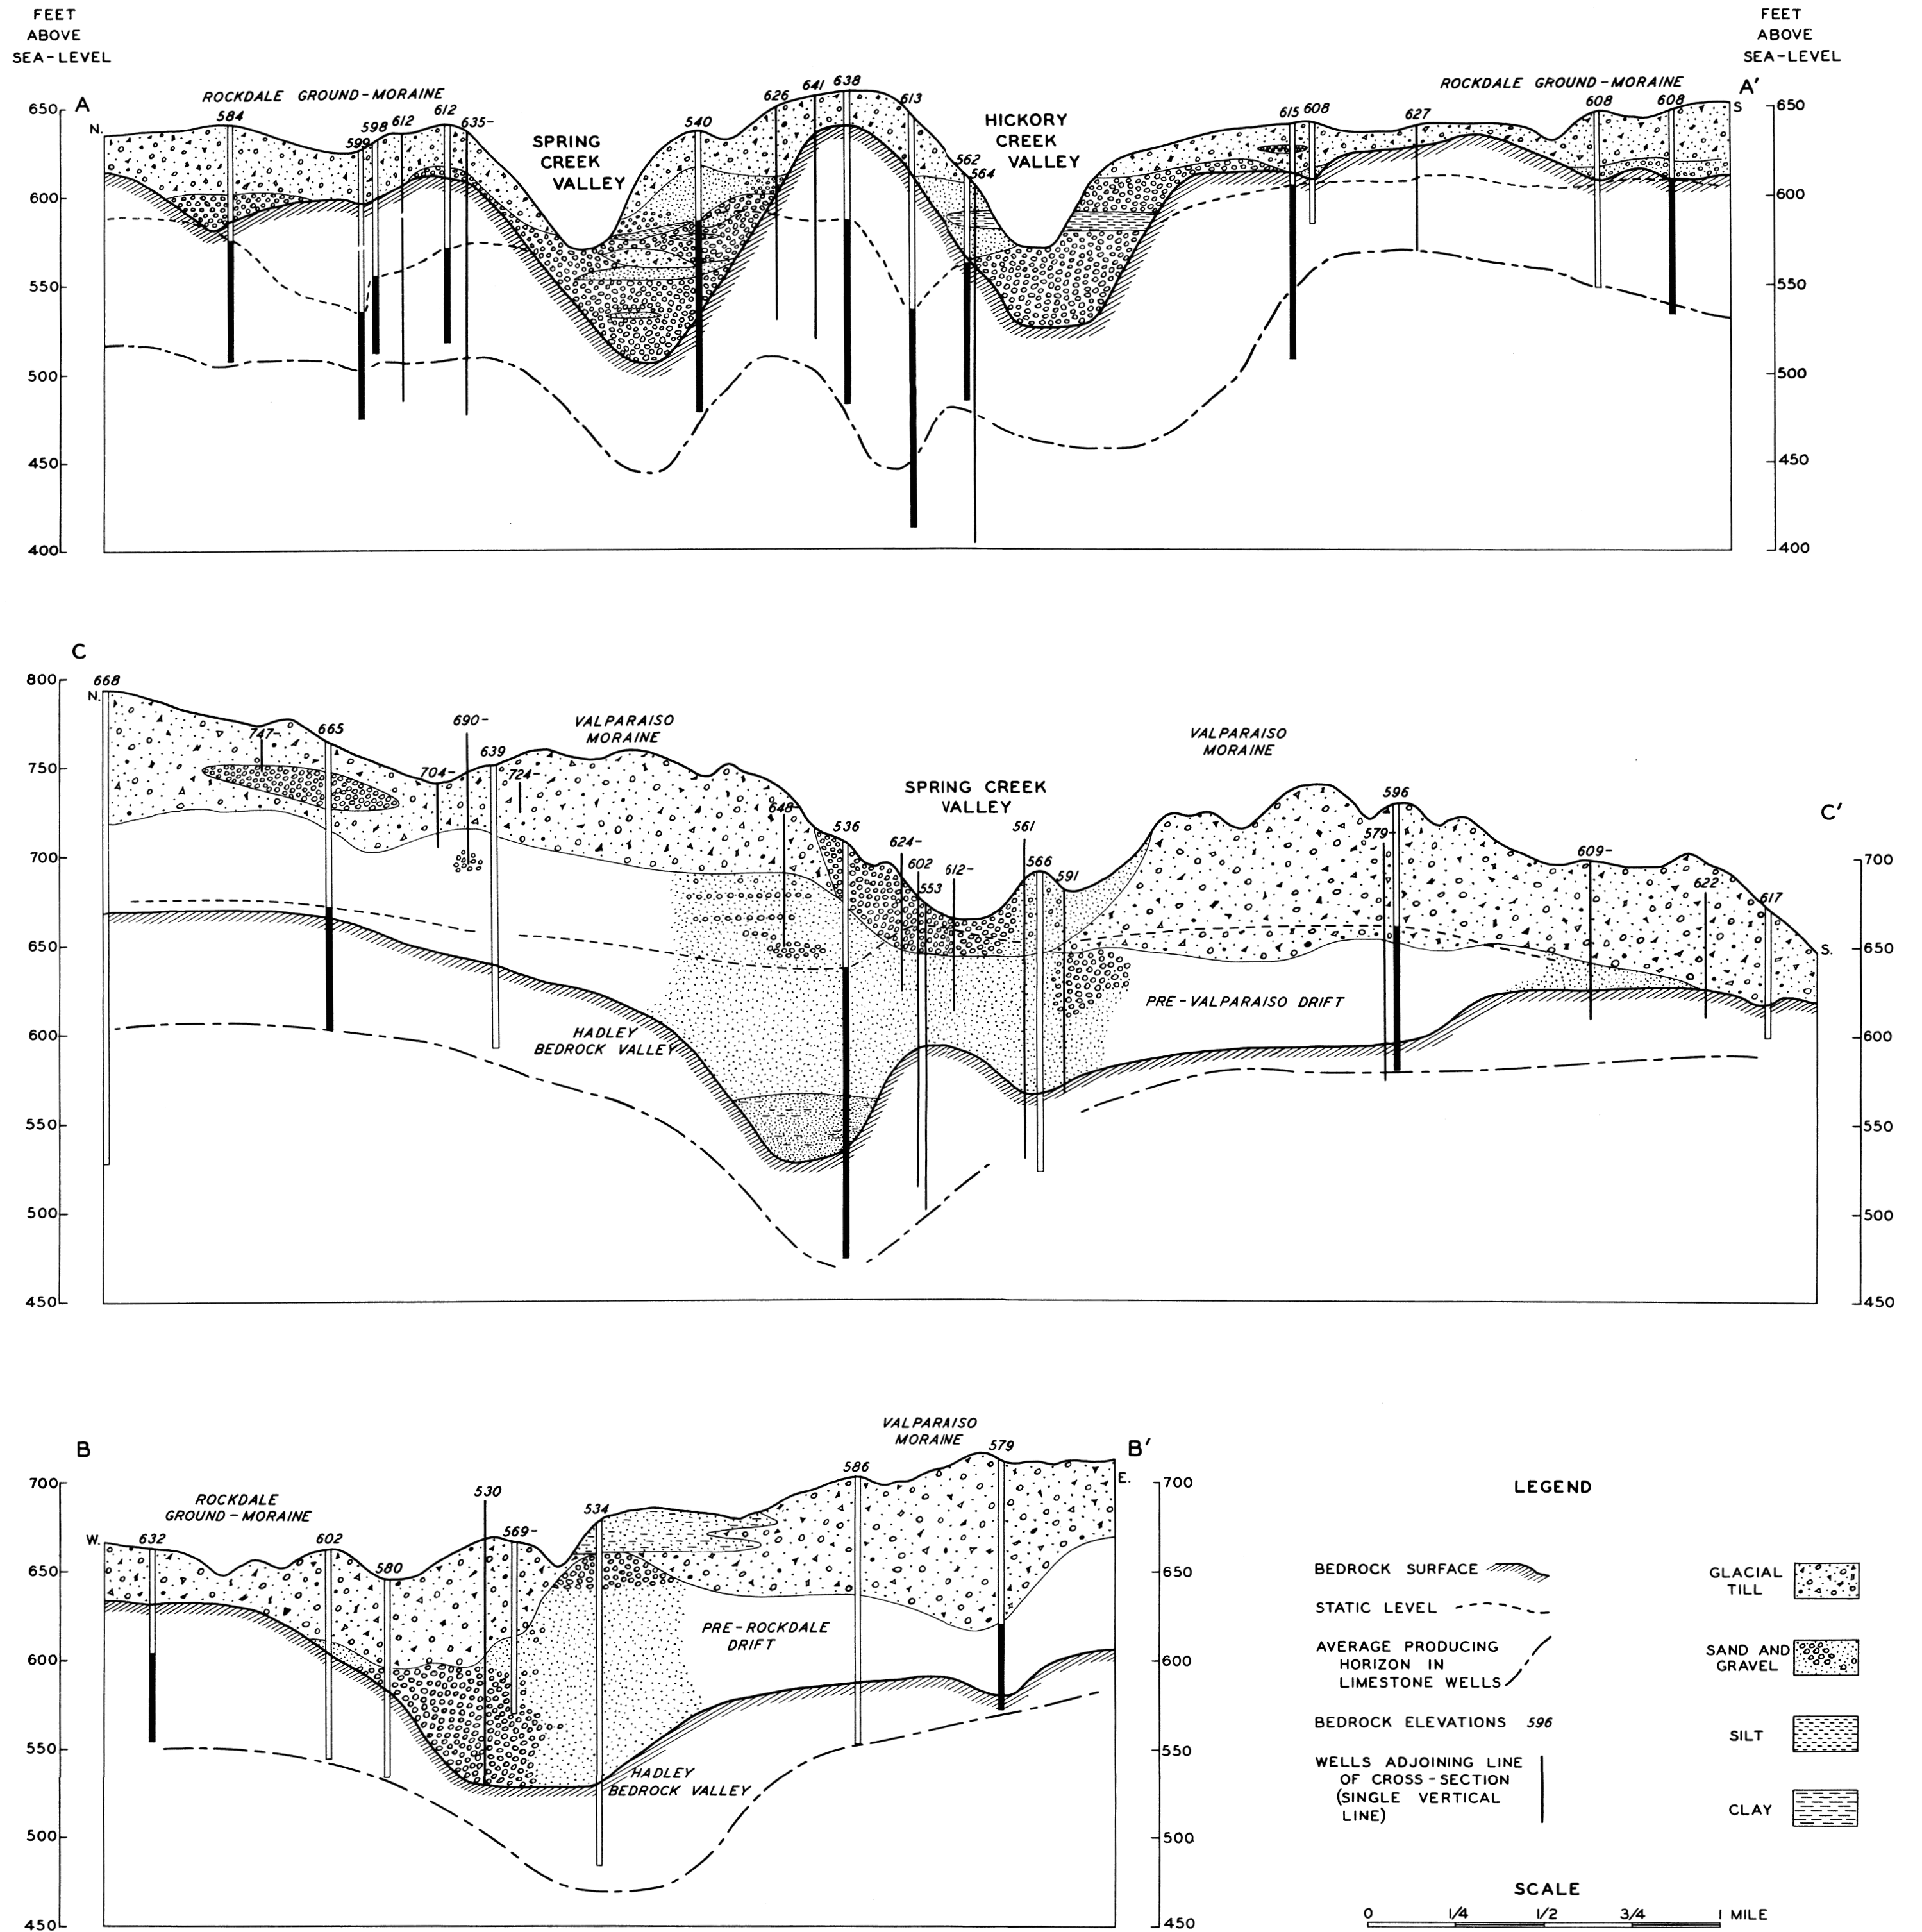 FEET
ABOVE
SEA-LEVEL
FEET
ABOVE
SEA-LEVEL
A
A'
N.
S
ROCKDALE GROUND-MORAINE
ROCKDALE GROUND-MORAINE
584
599
598
612
612
635-
540
626
641
638
613
562
564
615
608
627
608
608
SPRING
CREEK
VALLEY
HICKORY
CREEK
VALLEY
650
600
550
500
450
400
650
600
550
500
450
400
C
C'
N.
S.
668
747-
665
704-
690-
639
724-
648-
536
624-
602
553
612-
561
566
591
579-
596
609-
622
617
VALPARAISO
MORAINE
SPRING CREEK
VALLEY
VALPARAISO
MORAINE
HADLEY
BEDROCK VALLEY
PRE-VALPARAISO DRIFT
800
750
700
650
600
550
500
450
700
650
600
550
500
450
B
B'
W.
E.
632
602
580
530
569-
534
586
579
ROCKDALE
GROUND-MORAINE
VALPARAISO
MORAINE
PRE-ROCKDALE
DRIFT
HADLEY
BEDROCK VALLEY
700
650
600
550
500
450
700
650
600
550
500
450
LEGEND
BEDROCK SURFACE
STATIC LEVEL
AVERAGE PRODUCING
HORIZON IN
LIMESTONE WELLS
BEDROCK ELEVATIONS 596
WELLS ADJOINING LINE
OF CROSS-SECTION
(SINGLE VERTICAL
LINE)
GLACIAL
TILL
SAND AND
GRAVEL
SILT
CLAY
SCALE
0 1/4 1/2 3/4 1 MILE